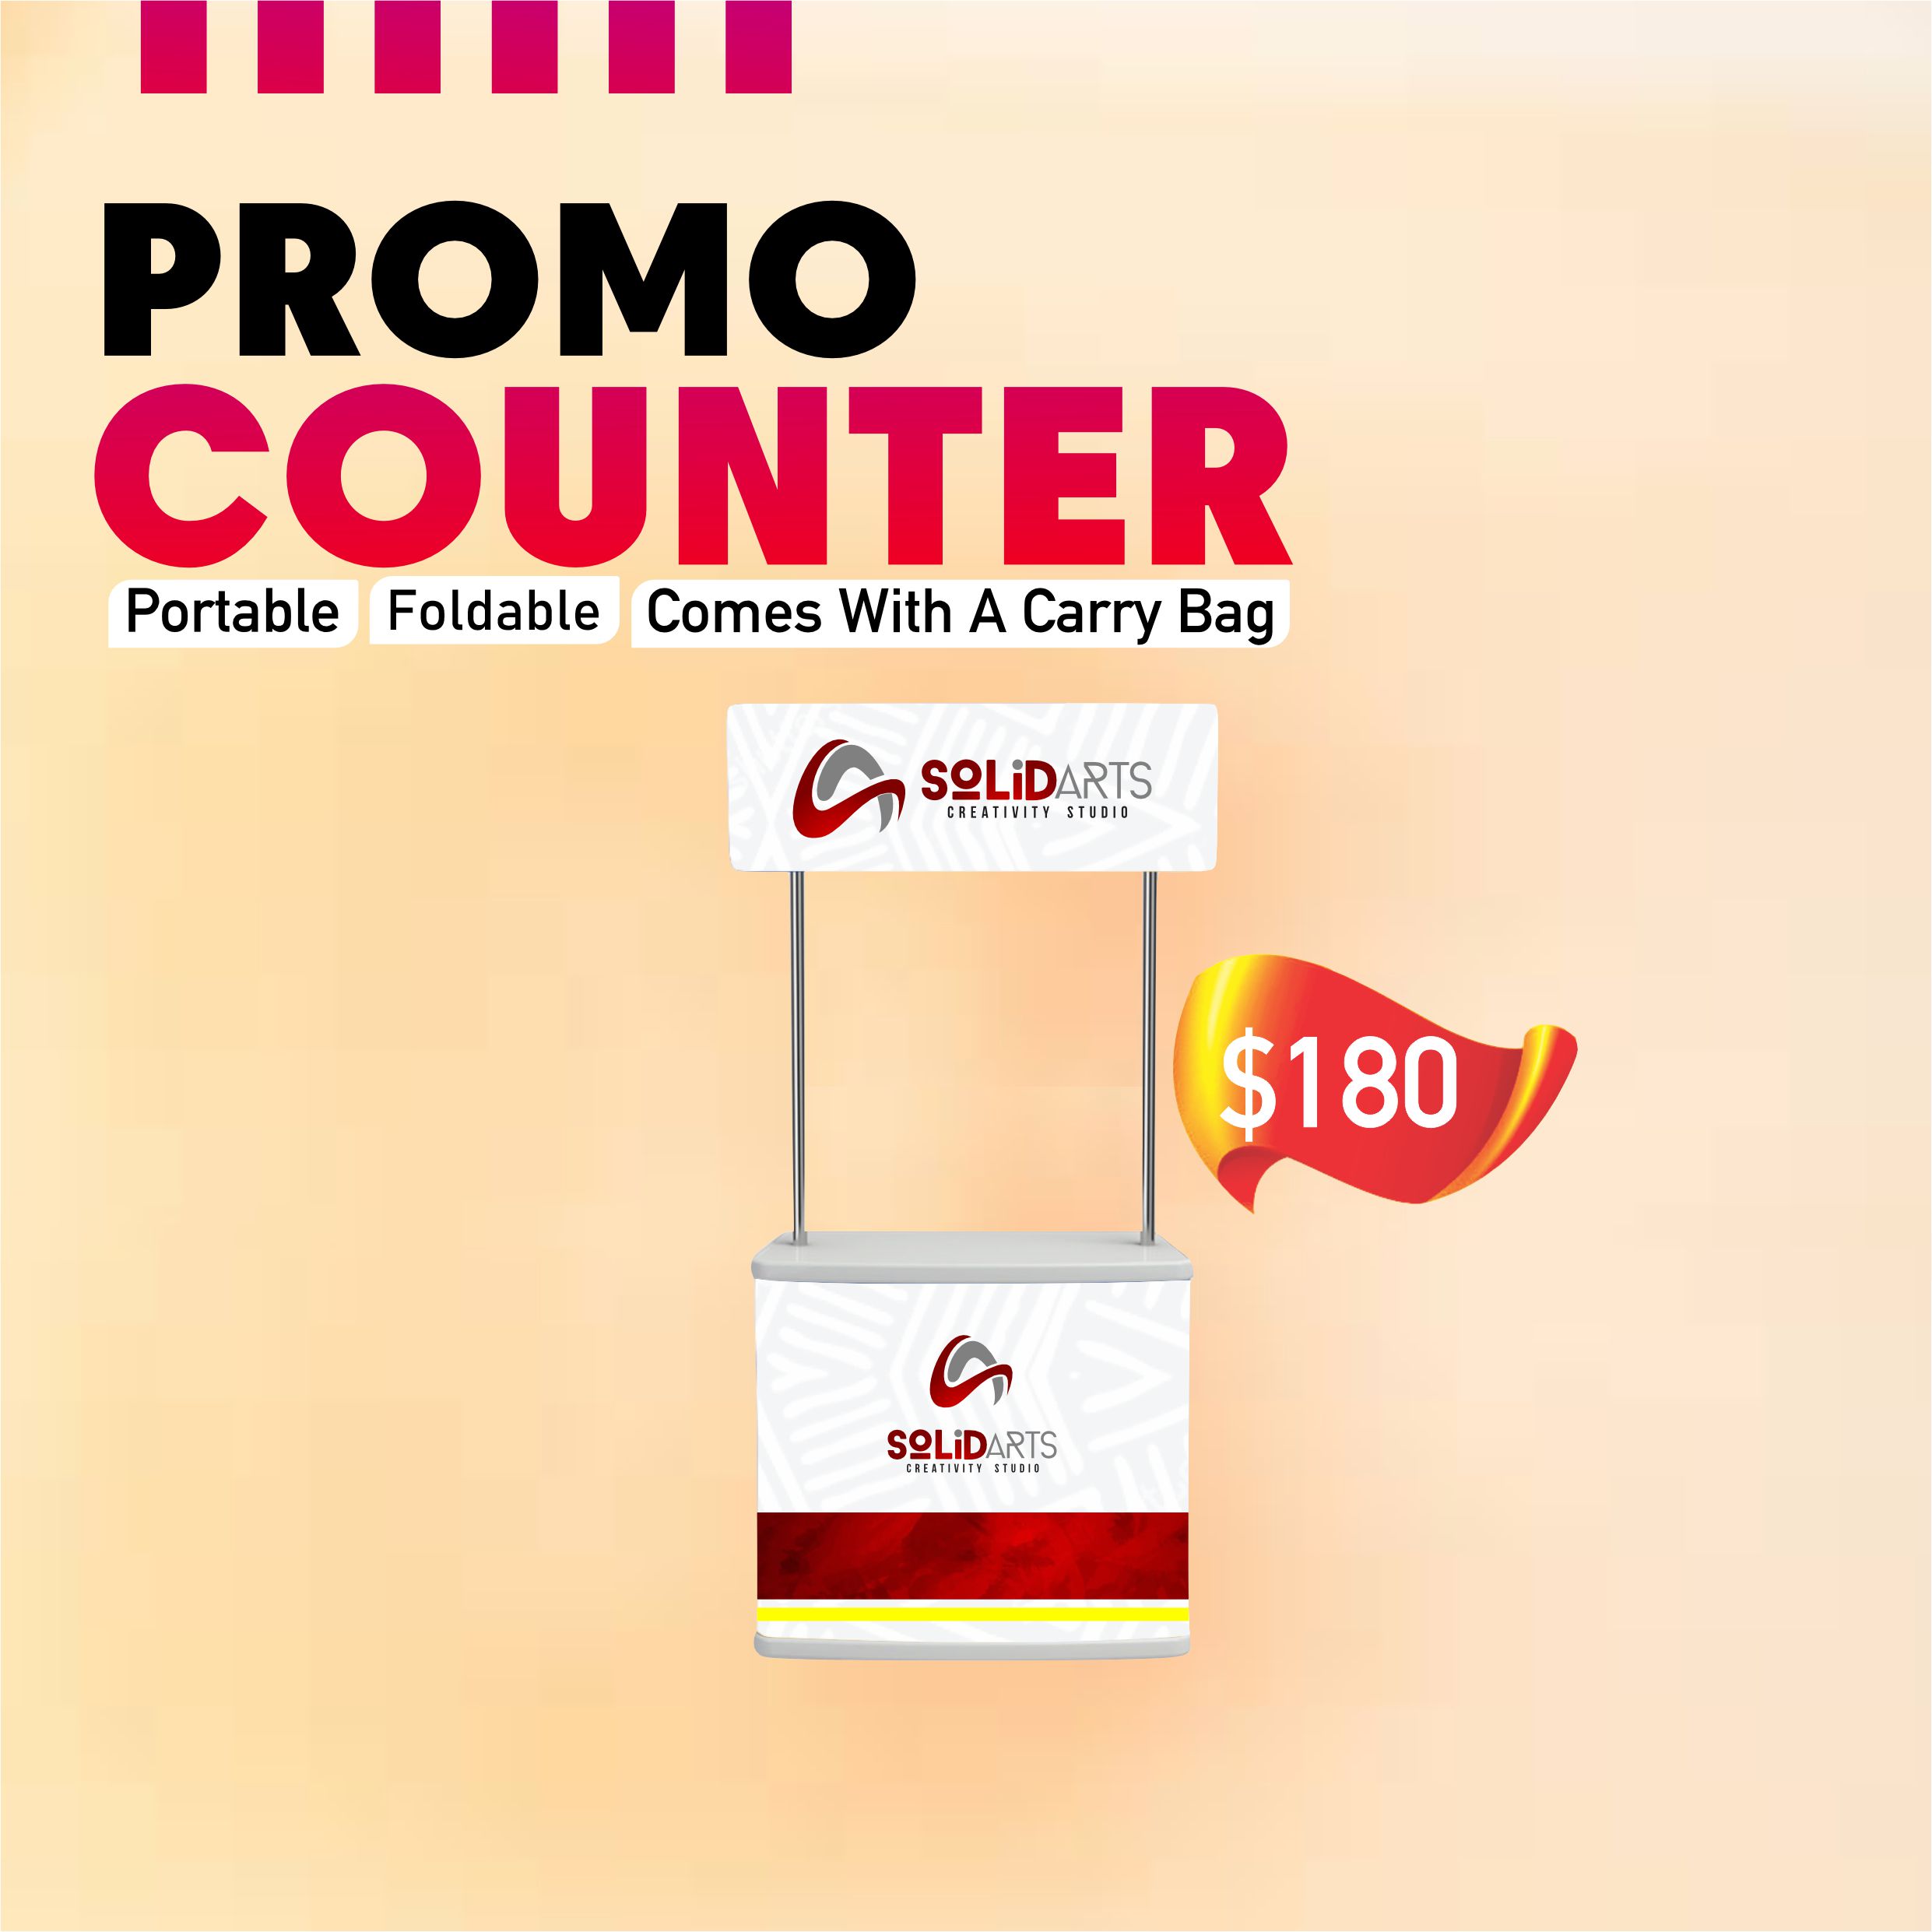 PROMO
COUNTER
Portable Foldable Comes With A Carry Bag
SOLiDARTS
CREATIVITY STUDIO
$180
SOLiDARTS
CREATIVITY STUDIO